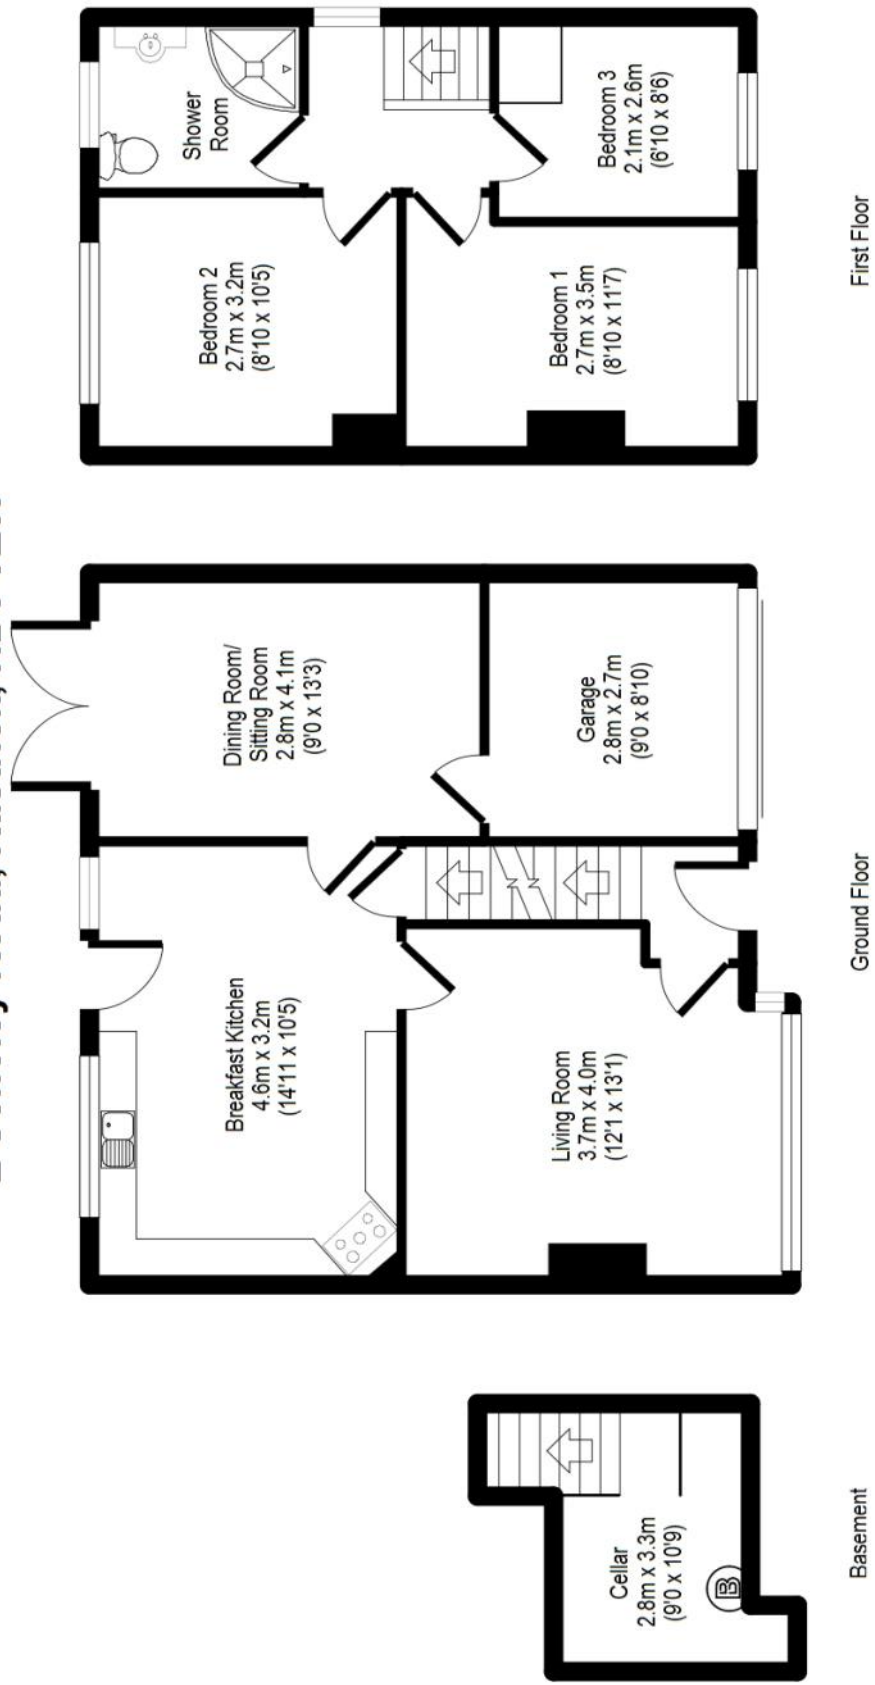 Cellar
2.8m x 3.3m
(9'0 x 10'9)
B
Basement
Breakfast Kitchen
4.6m x 3.2m
(14'11 x 10'5)
Living Room
3.7m x 4.0m
(12'1 x 13'1)
Dining Room/
Sitting Room
2.8m x 4.1m
(9'0 x 13'3)
Garage
2.8m x 2.7m
(9'0 x 8'10)
Ground Floor
Bedroom 2
2.7m x 3.2m
(8'10 x 10'5)
Shower
Room
Bedroom 1
2.7m x 3.5m
(8'10 x 11'7)
Bedroom 3
2.1m x 2.6m
(6'10 x 8'6)
First Floor